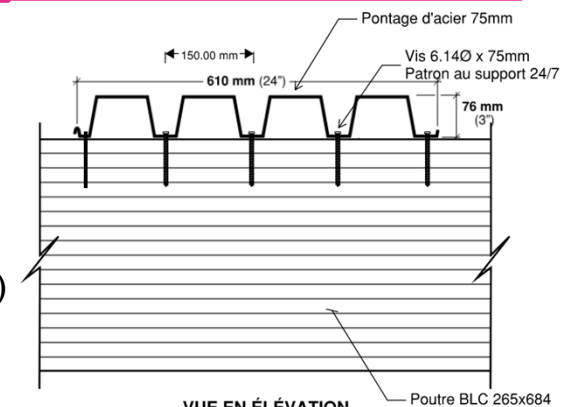 Pontage d'acier 75mm
150.00 mm
Vis 6.14Ø x 75mm
Patron au support 24/7
610 mm (24")
76 mm
(3")
)
Poutre BLC 265x684
VUE EN ÉLÉVATION